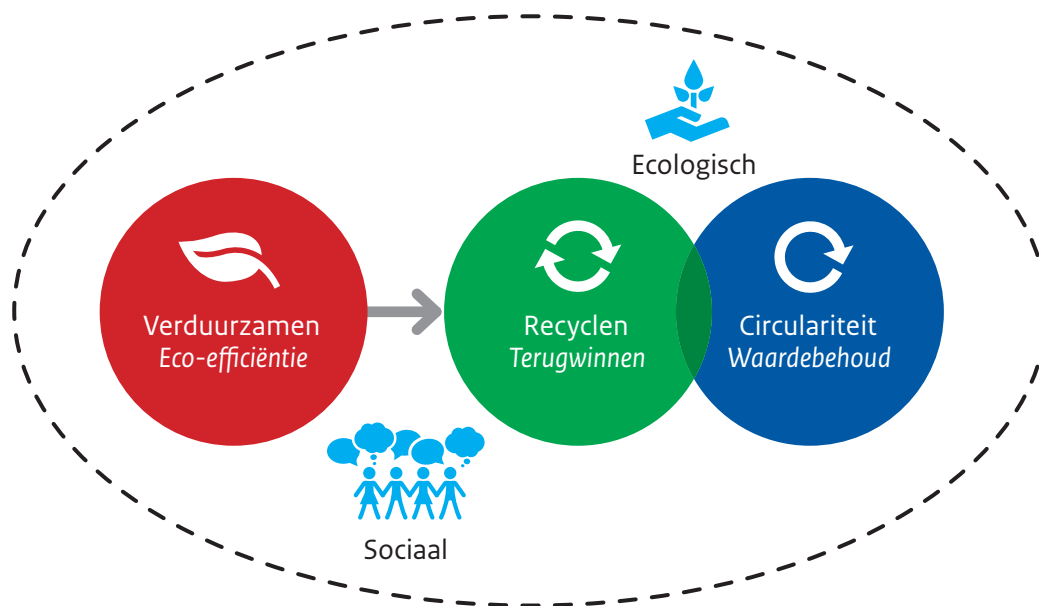 Ecologisch
Verduurzamen
Eco-efficiëntie
Recyclen
Terugwinnen
Circulariteit
Waardebehoud
Sociaal